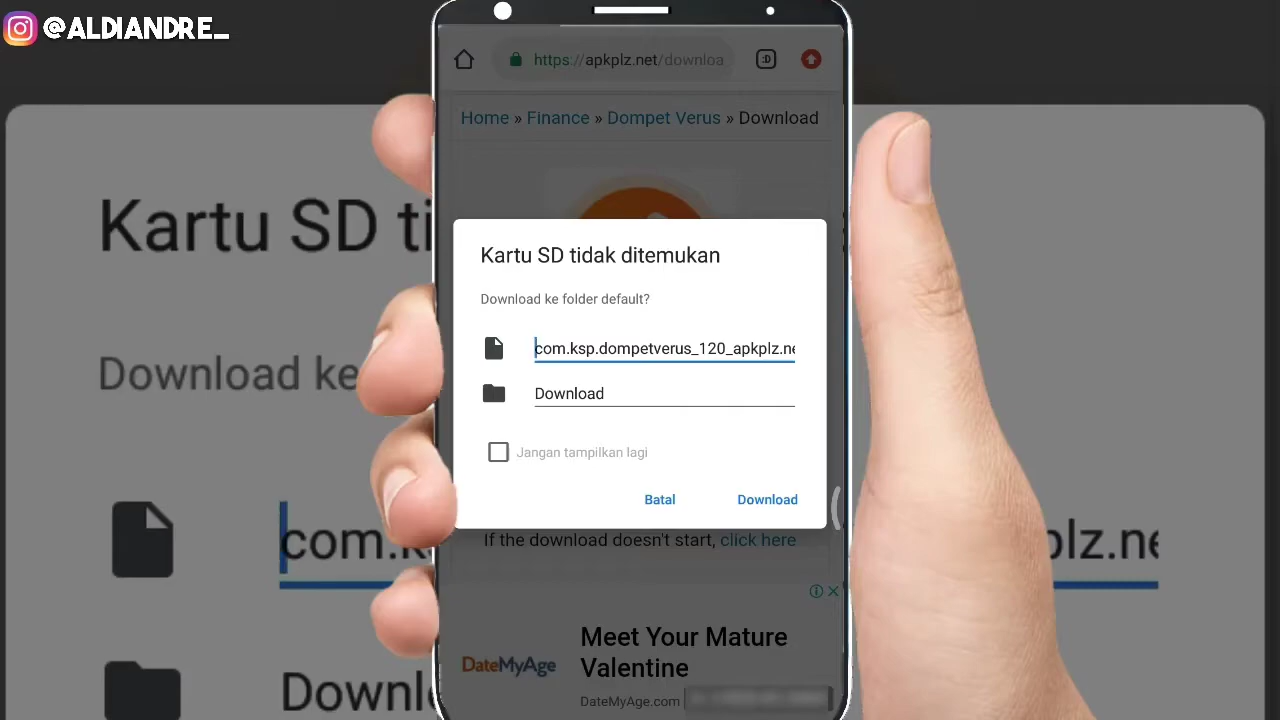 @ALDIANDRE_
https://apkplz.net/downloa
:D
Home » Finance » Dompet Verus » Download
Kartu SD tidak ditemukan
Download ke folder default?
com.ksp.dompetverus_120_apkplz.ne
Download
Jangan tampilkan lagi
Batal
Download
If the download doesn't start, click here
Meet Your Mature
Valentine
DateMyAge
DateMyAge.com
Kartu SD ti
Download ke
com.k
plz.ne
Downl